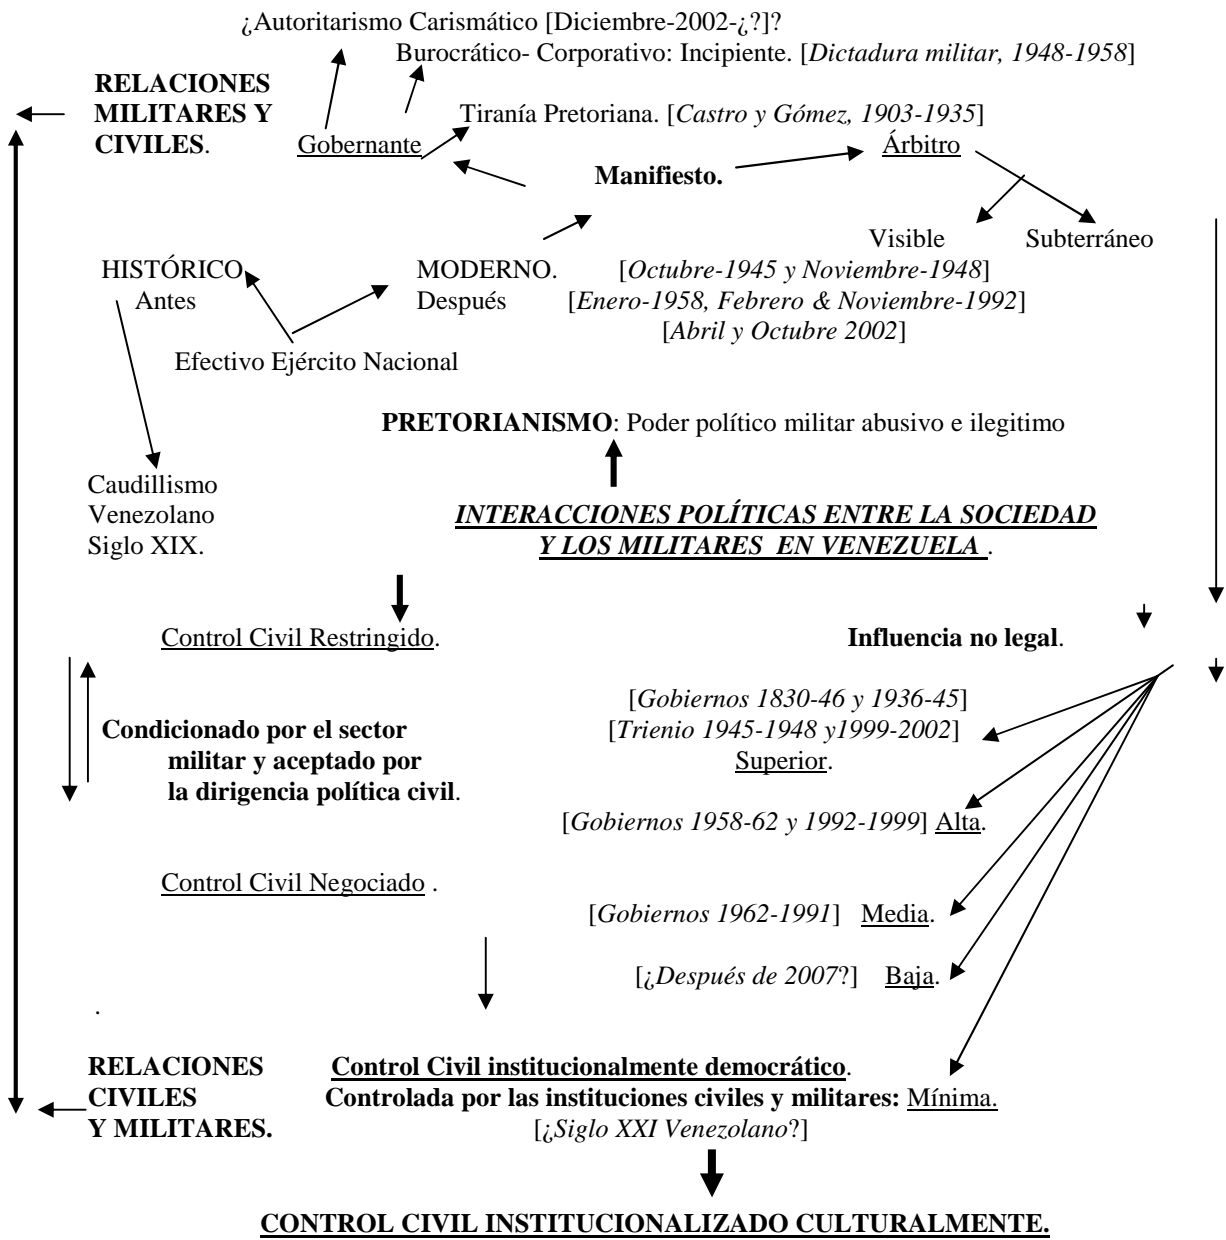 ¿Autoritarismo Carismático [Diciembre-2002-¿?]?
Burocrático- Corporativo: Incipiente. [Dictadura militar, 1948-1958]
RELACIONES
MILITARES Y
CIVILES.
Tiranía Pretoriana. [Castro y Gómez, 1903-1935]
Gobernante
Árbitro
Manifiesto.
Visible
Subterráneo
HISTÓRICO
Antes
MODERNO.
Después
[Octubre-1945 y Noviembre-1948]
[Enero-1958, Febrero & Noviembre-1992]
[Abril y Octubre 2002]
Efectivo Ejército Nacional
PRETORIANISMO: Poder político militar abusivo e ilegitimo
Caudillismo
Venezolano
Siglo XIX.
INTERACCIONES POLÍTICAS ENTRE LA SOCIEDAD
Y LOS MILITARES EN VENEZUELA .
Control Civil Restringido.
Influencia no legal.
[Gobiernos 1830-46 y 1936-45]
[Trienio 1945-1948 y1999-2002]
Superior.
Condicionado por el sector
militar y aceptado por
la dirigencia política civil.
[Gobiernos 1958-62 y 1992-1999] Alta.
Control Civil Negociado .
[Gobiernos 1962-1991] Media.
[¿Después de 2007?] Baja.
.
RELACIONES
CIVILES
Y MILITARES.
Control Civil institucionalmente democrático.
Controlada por las instituciones civiles y militares: Mínima.
[¿Siglo XXI Venezolano?]
CONTROL CIVIL INSTITUCIONALIZADO CULTURALMENTE.